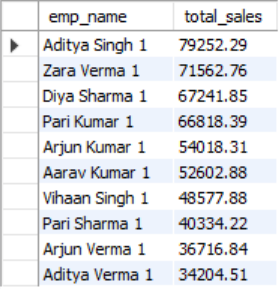 emp_name total_sales
Aditya Singh 1 79252.29
Zara Verma 1 71562.76
Diya Sharma 1 67241.85
Pari Kumar 1 66818.39
Arjun Kumar 1 54018.31
Aarav Kumar 1 52602.88
Vihaan Singh 1 48577.88
Pari Sharma 1 40334.22
Arjun Verma 1 36716.84
Aditya Verma 1 34204.51